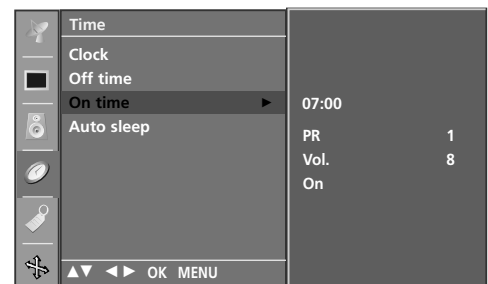 Time
Clock
Off time
On time ►
Auto sleep
▲▼ ◄► OK MENU
07:00
PR 1
Vol. 8
On